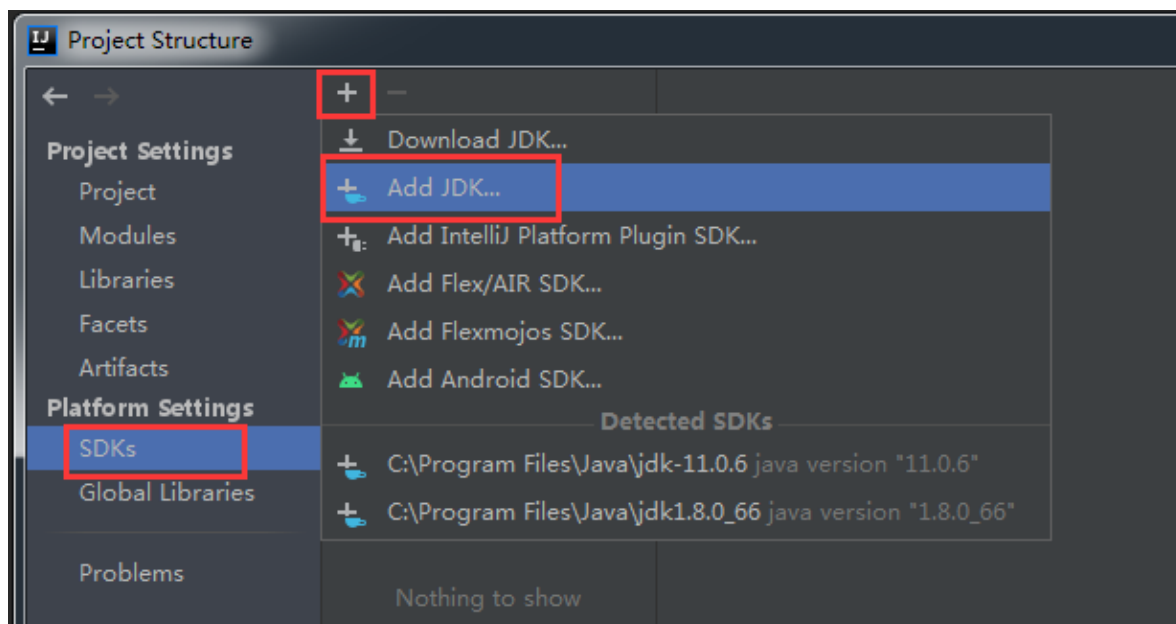 IJ Project Structure
Project Settings
Project
Modules
Libraries
Facets
Artifacts
Platform Settings
SDKs
Global Libraries
Problems
Download JDK...
Add JDK...
Add IntelliJ Platform Plugin SDK...
Add Flex/AIR SDK...
Add Flexmojos SDK...
Add Android SDK...
Detected SDKs
C:\Program Files\Java\jdk-11.0.6 java version "11.0.6"
C:\Program Files\Java\jdk1.8.0_66 java version "1.8.0_66"
Nothing to show